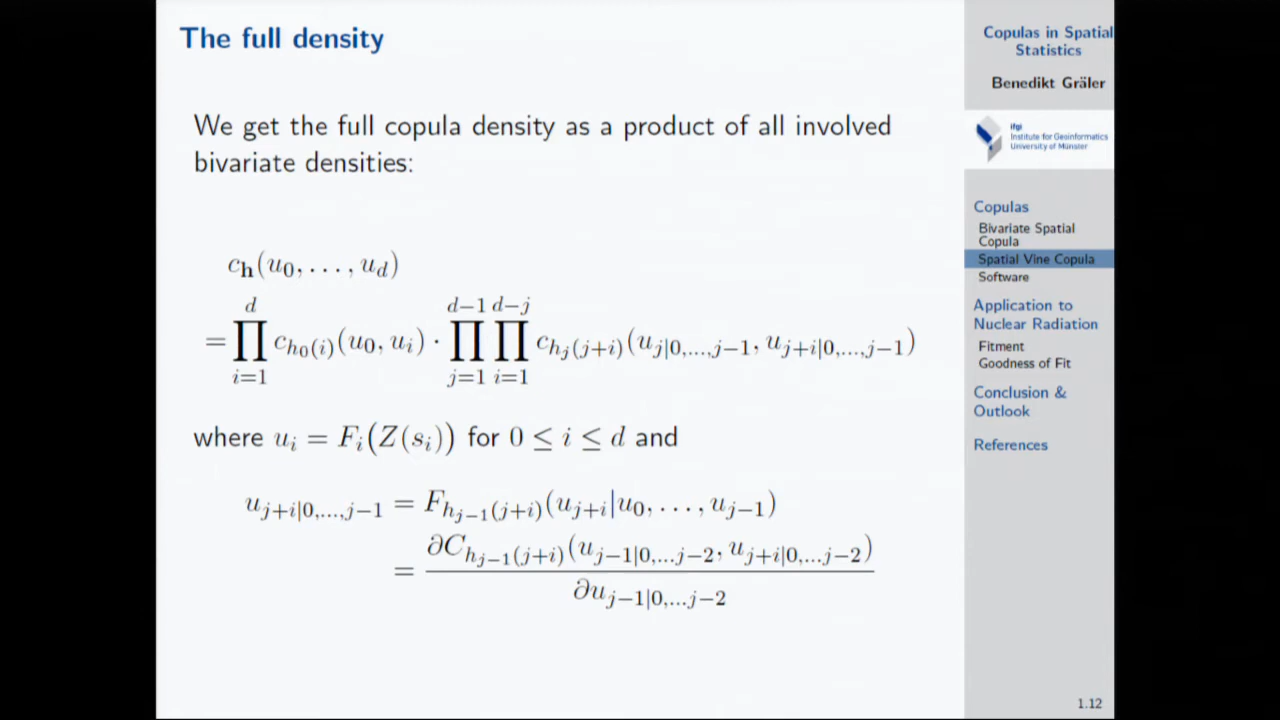 The full density
We get the full copula density as a product of all involved
bivariate densities:
c_h(u_0, . . . , u_d)
= ∏_{i=1}^{d} c_{h_0(i)}(u_0, u_i) · ∏_{j=1}^{d−1} ∏_{i=1}^{d−j} c_{h_j(j+i)}(u_{j|0,...,j−1}, u_{j+i|0,...,j−1})
where u_i = F_i(Z(s_i)) for 0 ≤ i ≤ d and
u_{j+i|0,...,j−1} = F_{h_{j−1}(j+i)}(u_{j+i}|u_0, . . . , u_{j−1})
= ∂C_{h_{j−1}(j+i)}(u_{j−1|0,...j−2}, u_{j+i|0,...j−2}) / ∂u_{j−1|0,...j−2}
Copulas in Spatial
Statistics
Benedikt Gräler
ifgi
Institute for Geoinformatics
University of Münster
Copulas
Bivariate Spatial
Copula
Spatial Vine Copula
Software
Application to
Nuclear Radiation
Fitment
Goodness of Fit
Conclusion &
Outlook
References
1.12